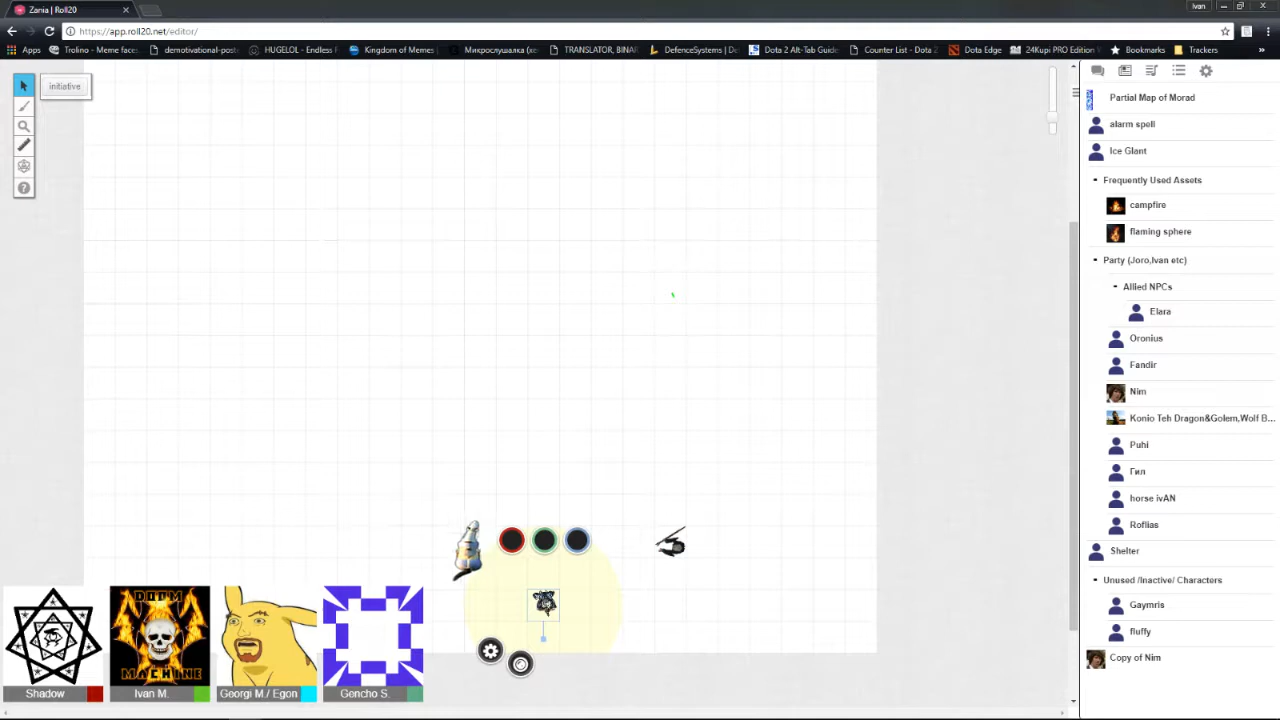 Zania | Roll20
Ivan
https://app.roll20.net/editor/
Apps
Trolino - Meme faces
demotivational-post
HUGELOL - Endless F
Kingdom of Memes (
Микрослушалка (ке
TRANSLATOR, BINAR
DefenceSystems | De
Dota 2 Alt-Tab Guide
Counter List - Dota 2
Dota Edge
24Kupi PRO Edition W
Bookmarks
Trackers
»
initiative
Partial Map of Morad
alarm spell
Ice Giant
Frequently Used Assets
campfire
flaming sphere
Party (Joro,Ivan etc)
Allied NPCs
Elara
Oronius
Fandir
Nim
Konio Teh Dragon&Golem,Wolf B...
Puhi
Гил
horse ivAN
Roflias
Shelter
Unused /Inactive/ Characters
Gaymris
fluffy
Copy of Nim
DOOM
MACHINE
Shadow
Ivan M.
Georgi M / Egon
Gencho S.